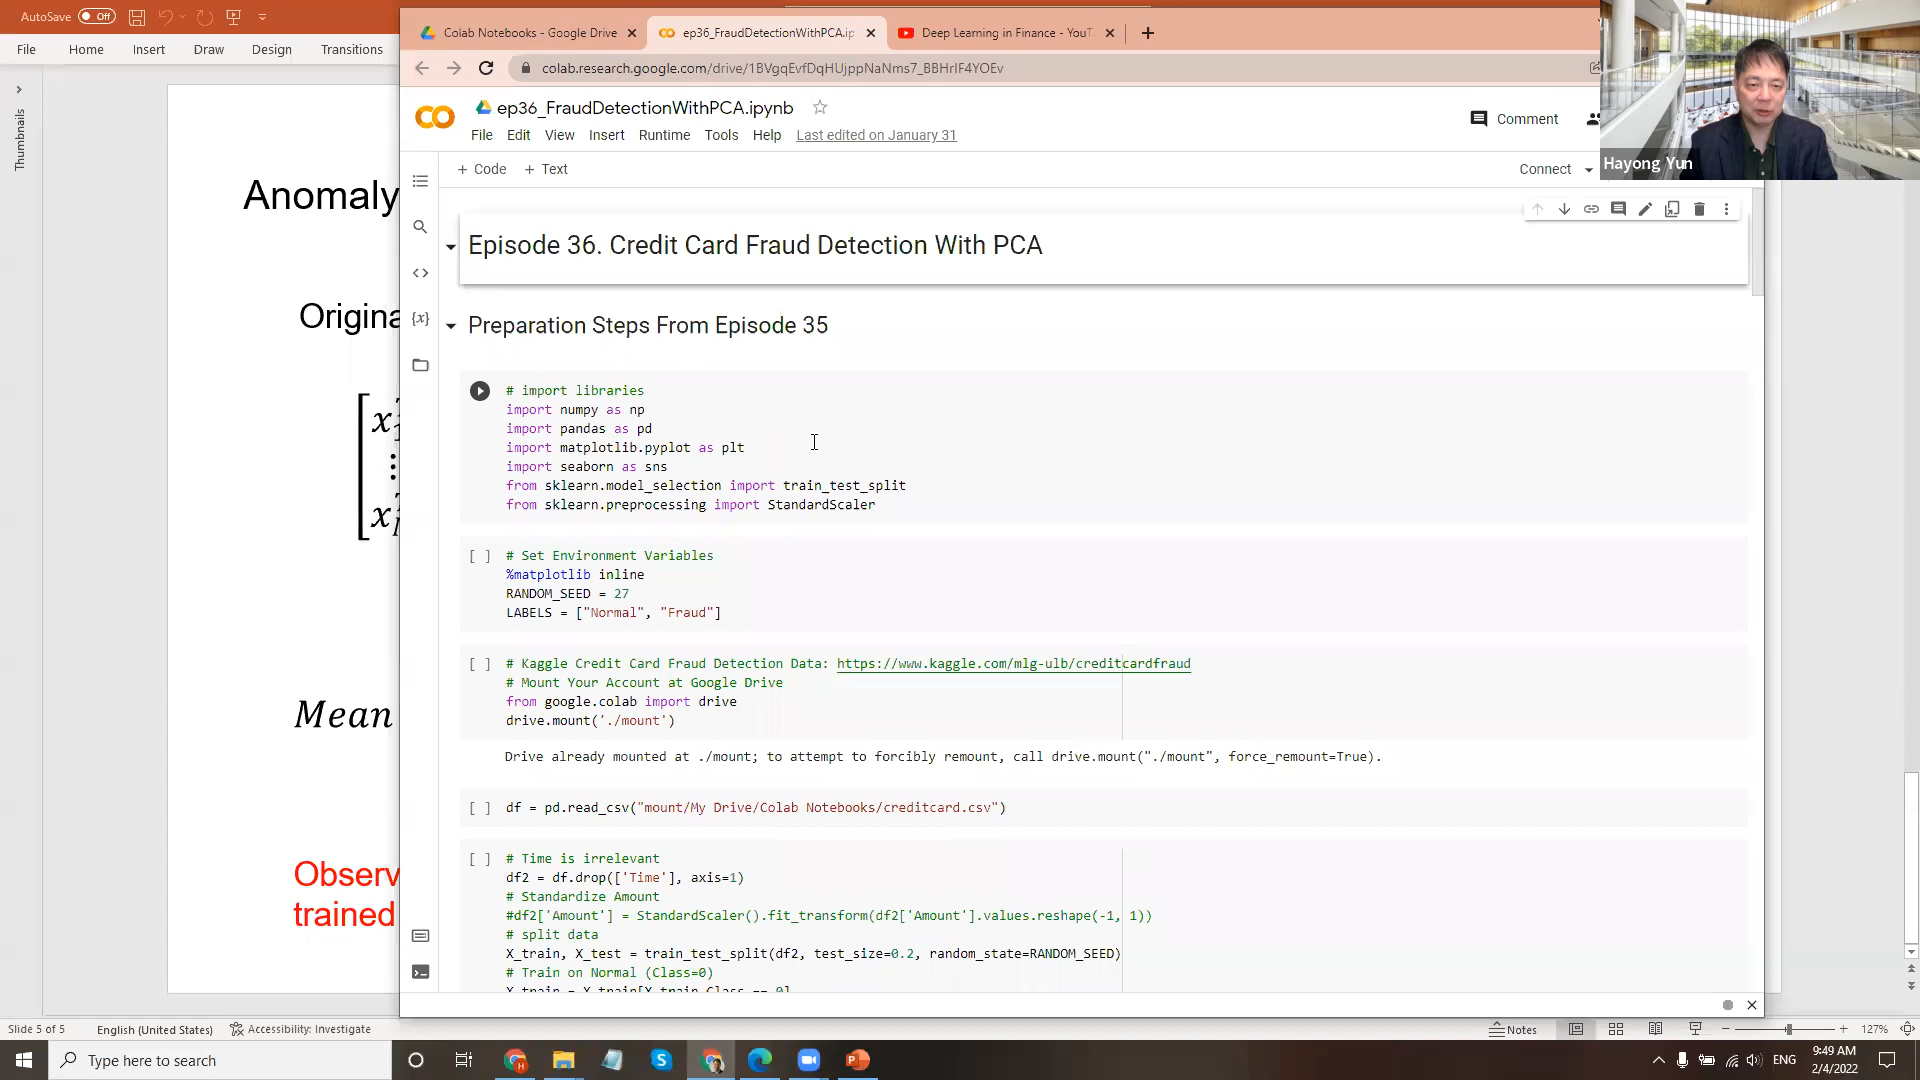 AutoSave Off
File Home Insert Draw Design Transitions
Thumbnails
Anomaly
Origina
Mean
Observ
trained
Colab Notebooks - Google Drive
ep36_FraudDetectionWithPCA.ip
Deep Learning in Finance - YouT
colab.research.google.com/drive/1BVgqEvfDqHUjppNaNms7_BBHrIF4YOEv
ep36_FraudDetectionWithPCA.ipynb
File Edit View Insert Runtime Tools Help Last edited on January 31
Comment
+ Code + Text
Connect
Hayong Yun
Episode 36. Credit Card Fraud Detection With PCA
Preparation Steps From Episode 35
# import libraries
import numpy as np
import pandas as pd
import matplotlib.pyplot as plt
import seaborn as sns
from sklearn.model_selection import train_test_split
from sklearn.preprocessing import StandardScaler
[ ] # Set Environment Variables
%matplotlib inline
RANDOM_SEED = 27
LABELS = ["Normal", "Fraud"]
[ ] # Kaggle Credit Card Fraud Detection Data: https://www.kaggle.com/mlg-ulb/creditcardfraud
# Mount Your Account at Google Drive
from google.colab import drive
drive.mount('./mount')
Drive already mounted at ./mount; to attempt to forcibly remount, call drive.mount("./mount", force_remount=True).
[ ] df = pd.read_csv("mount/My Drive/Colab Notebooks/creditcard.csv")
[ ] # Time is irrelevant
df2 = df.drop(['Time'], axis=1)
# Standardize Amount
#df2['Amount'] = StandardScaler().fit_transform(df2['Amount'].values.reshape(-1, 1))
# split data
X_train, X_test = train_test_split(df2, test_size=0.2, random_state=RANDOM_SEED)
# Train on Normal (Class=0)
X_train = X_train[X_train.Class == 0]
Slide 5 of 5 English (United States) Accessibility: Investigate
Notes
127%
Type here to search
ENG
9:49 AM
2/4/2022